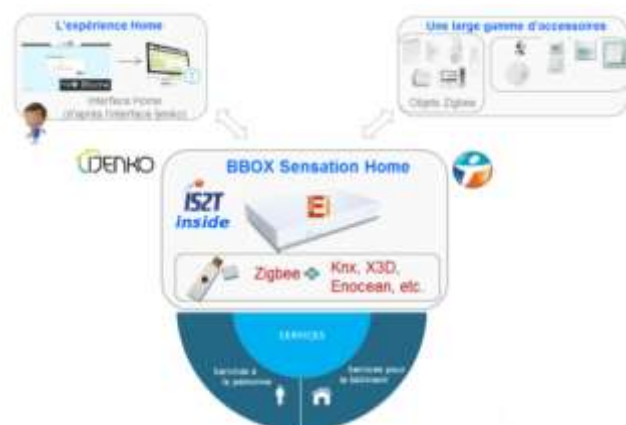 L'expérience Home
Interface Home
(d'après l'interface Ijenko)
Une large gamme d'accessoires
Objets Zigbee
IJENKO
BBOX Sensation Home
IS2T
inside
Zigbee
Knx, X3D,
Enocean, etc.
SERVICES
Services à
la personne
Services pour
le bâtiment